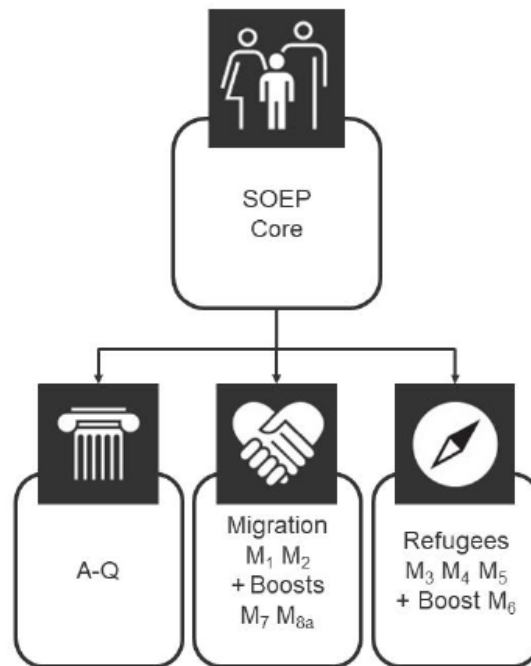 SOEP
Core
A-Q
Migration
M₁ M₂
+ Boosts
M₇ M₈ₐ
Refugees
M₃ M₄ M₅
+ Boost M₆